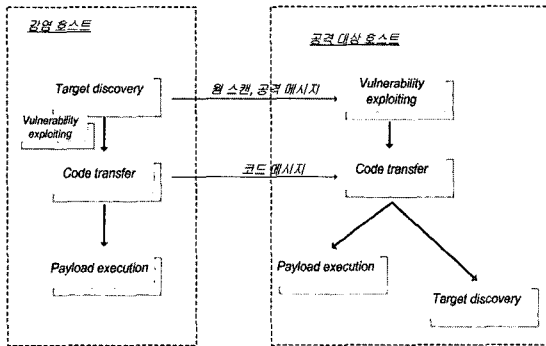 감염 호스트
공격 대상 호스트
Target discovery
웜 스캔, 공격 메시지
Vulnerability
exploiting
Vulnerability
exploiting
Code transfer
코드 메시지
Code transfer
Payload execution
Payload execution
Target discovery